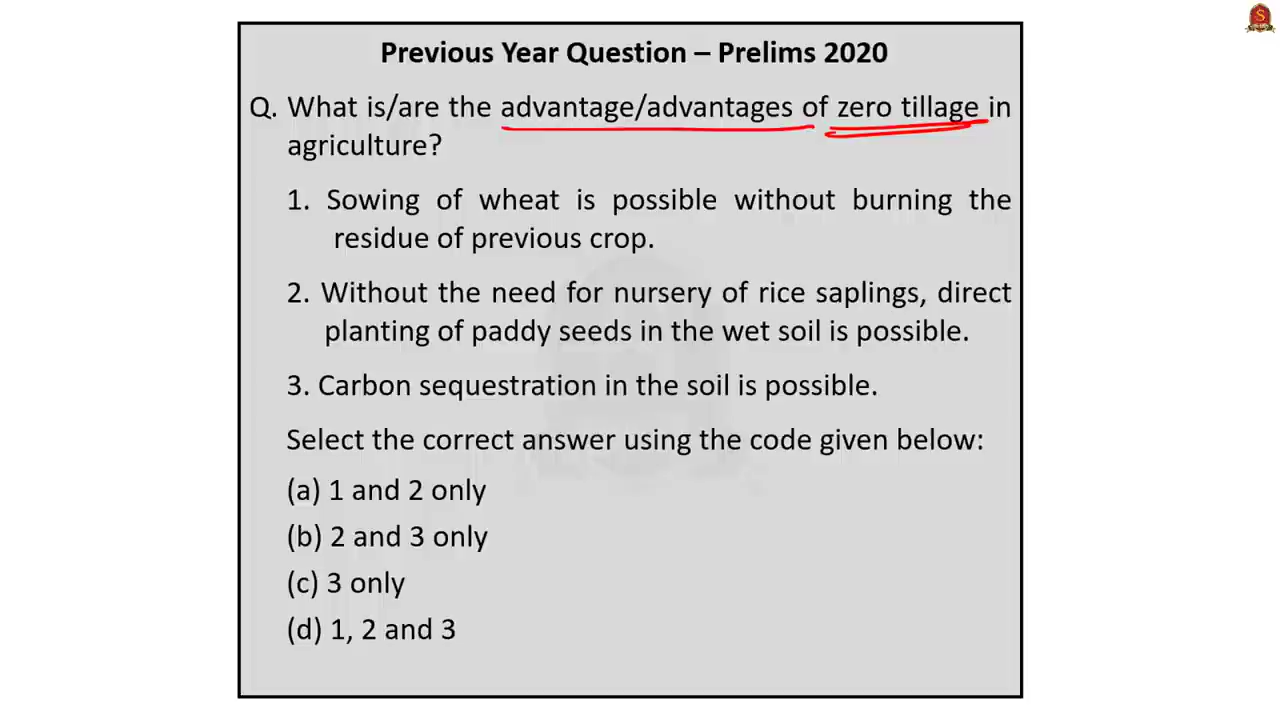 Previous Year Question – Prelims 2020
Q. What is/are the advantage/advantages of zero tillage in
agriculture?
1. Sowing of wheat is possible without burning the
residue of previous crop.
2. Without the need for nursery of rice saplings, direct
planting of paddy seeds in the wet soil is possible.
3. Carbon sequestration in the soil is possible.
Select the correct answer using the code given below:
(a) 1 and 2 only
(b) 2 and 3 only
(c) 3 only
(d) 1, 2 and 3